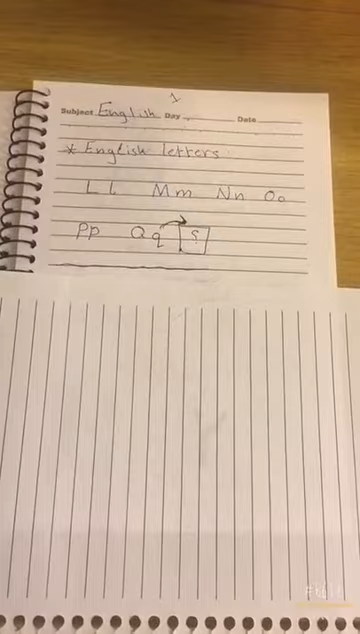 1
Subject English Day Date
* English letters
Ll Mm Nn Oo
Pp Qq ?